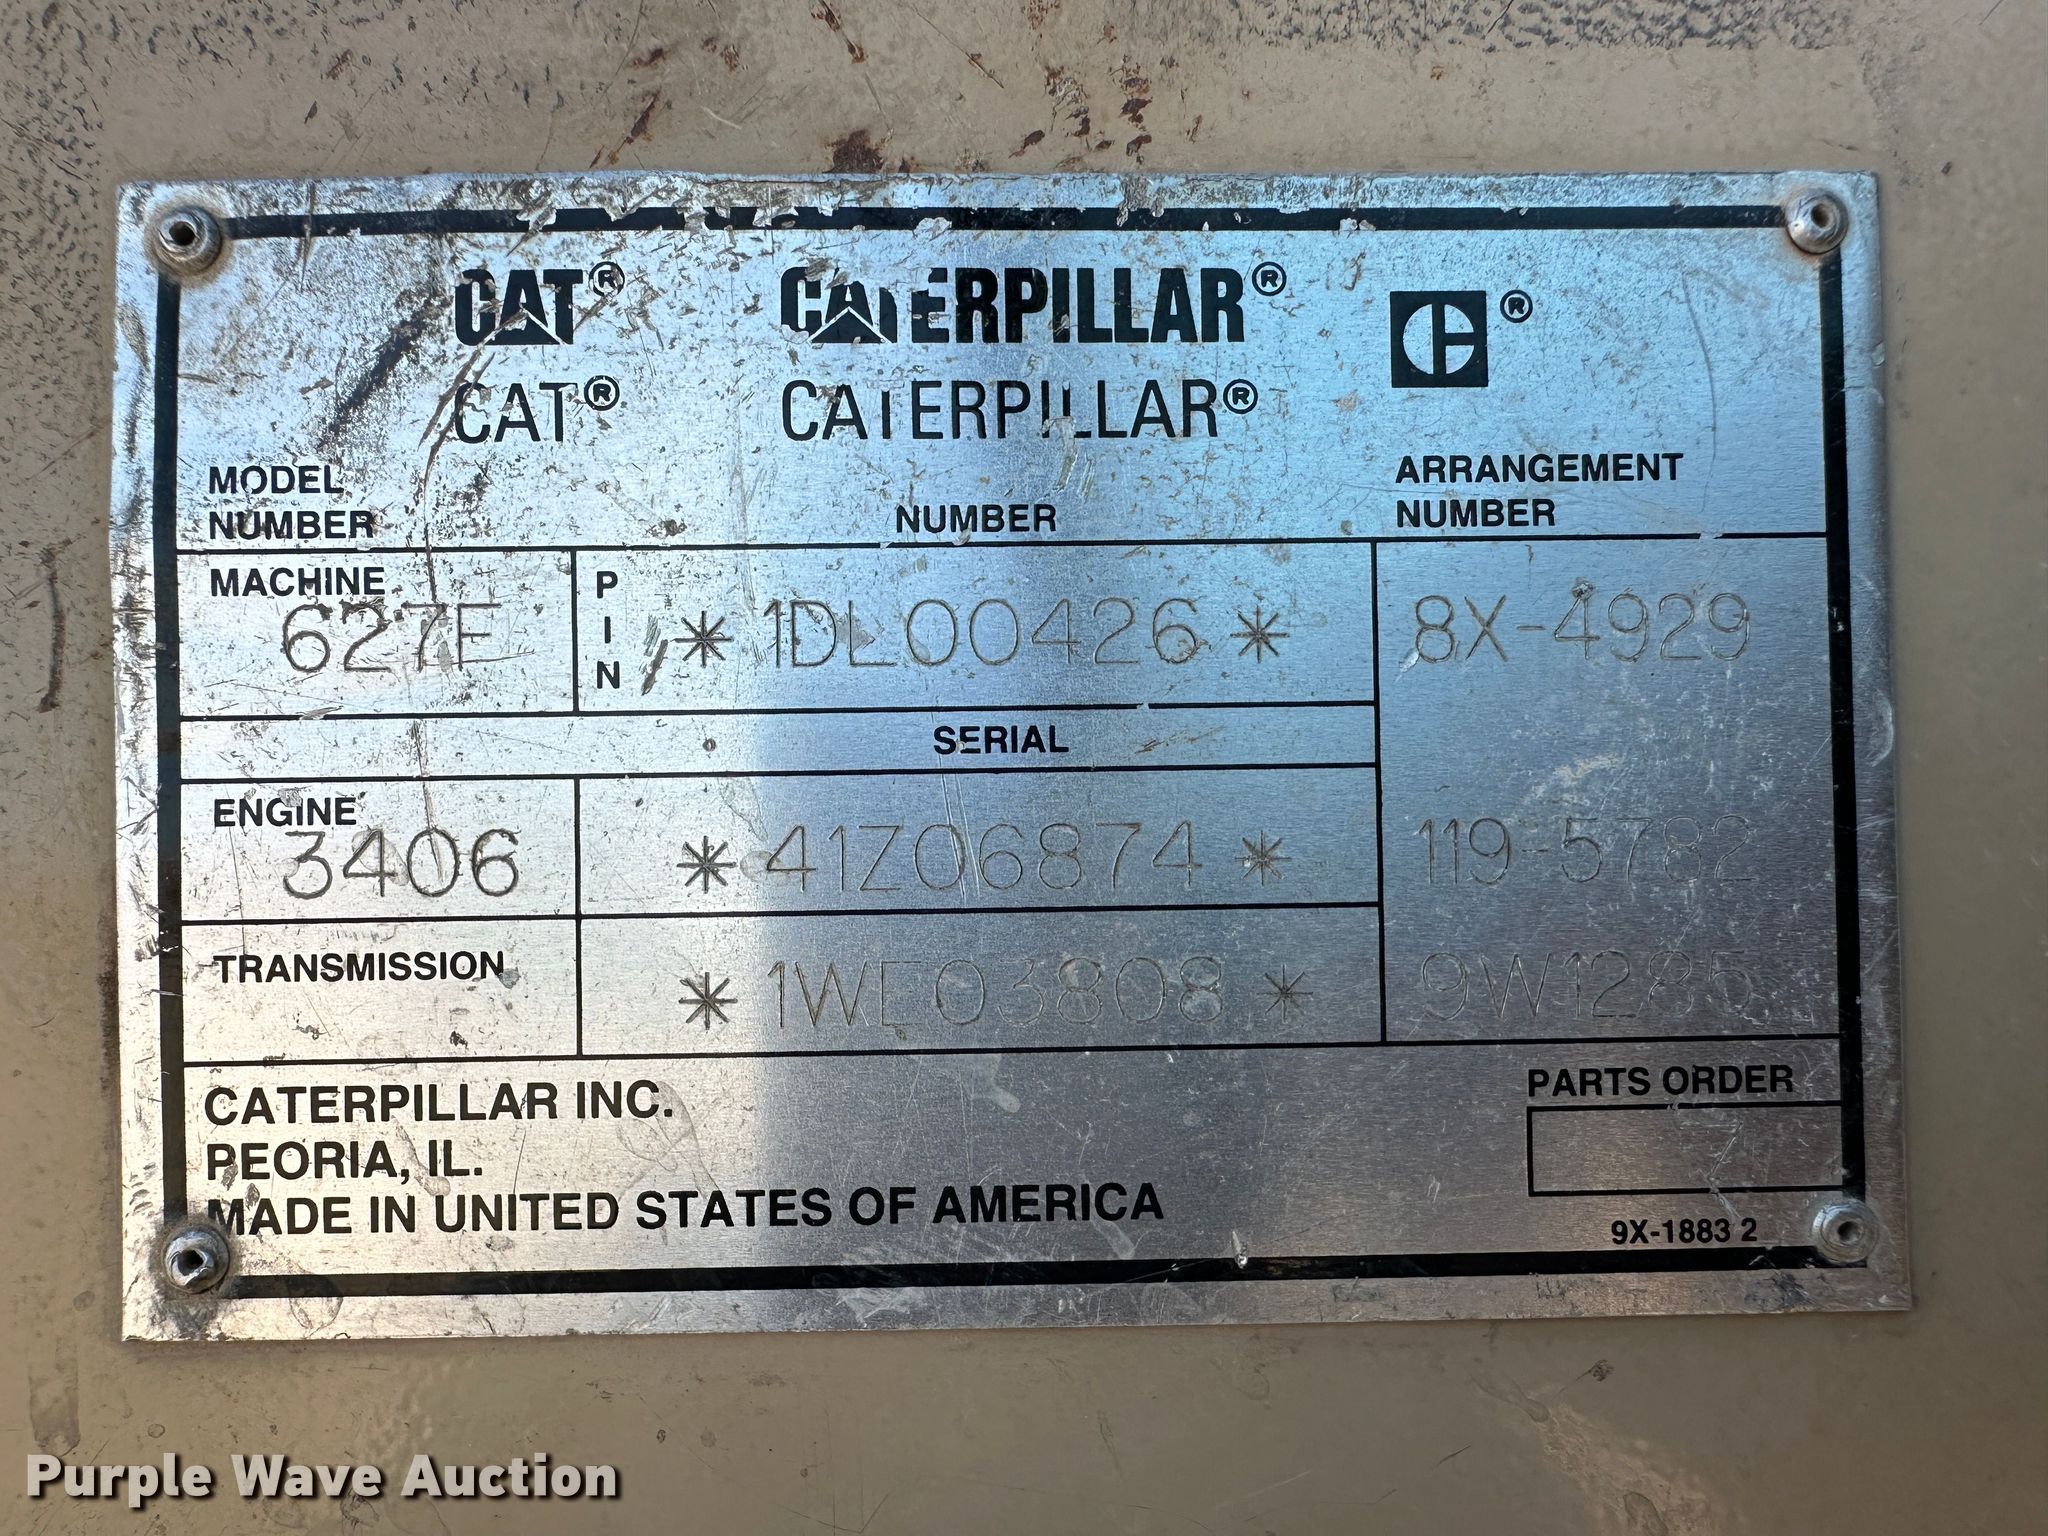 CAT® CATERPILLAR® ®
CAT® CATERPILLAR®
MODEL NUMBER
NUMBER
ARRANGEMENT NUMBER
MACHINE
627E
PIN
*1DL00426*
8X-4929
SERIAL
ENGINE
3406
*41Z06874*
119-5782
TRANSMISSION
*1WE03808*
9W1285
CATERPILLAR INC.
PEORIA, IL.
MADE IN UNITED STATES OF AMERICA
PARTS ORDER
9X-1883 2
Purple Wave Auction